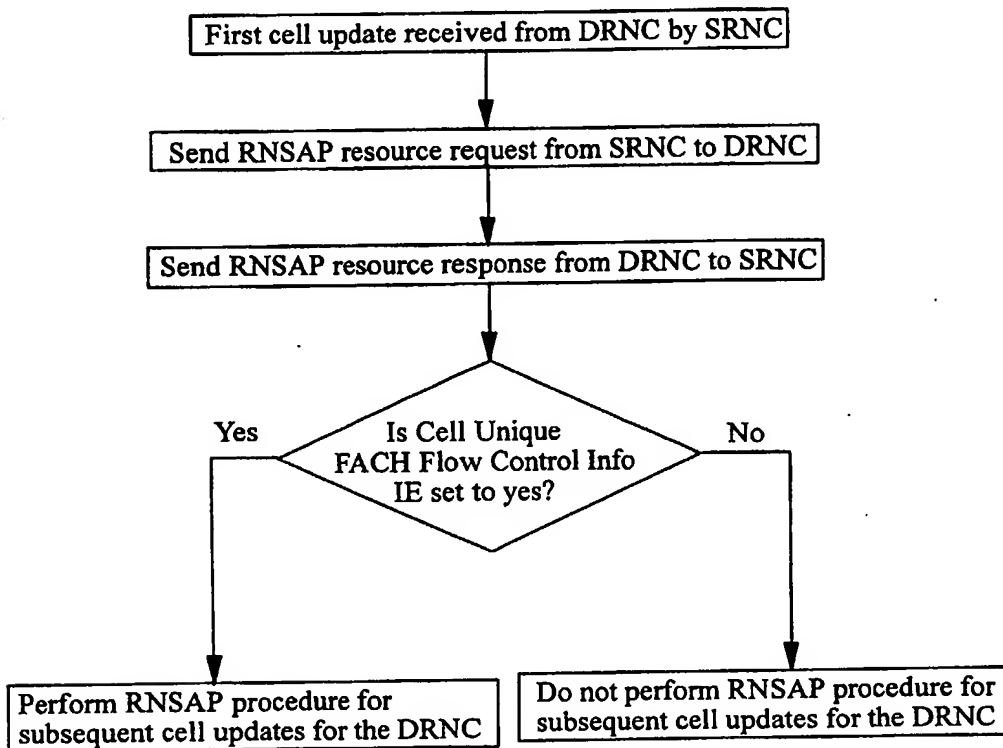 First cell update received from DRNC by SRNC
Send RNSAP resource request from SRNC to DRNC
Send RNSAP resource response from DRNC to SRNC
Yes
Is Cell Unique
FACH Flow Control Info
IE set to yes?
No
Perform RNSAP procedure for
subsequent cell updates for the DRNC
Do not perform RNSAP procedure for
subsequent cell updates for the DRNC